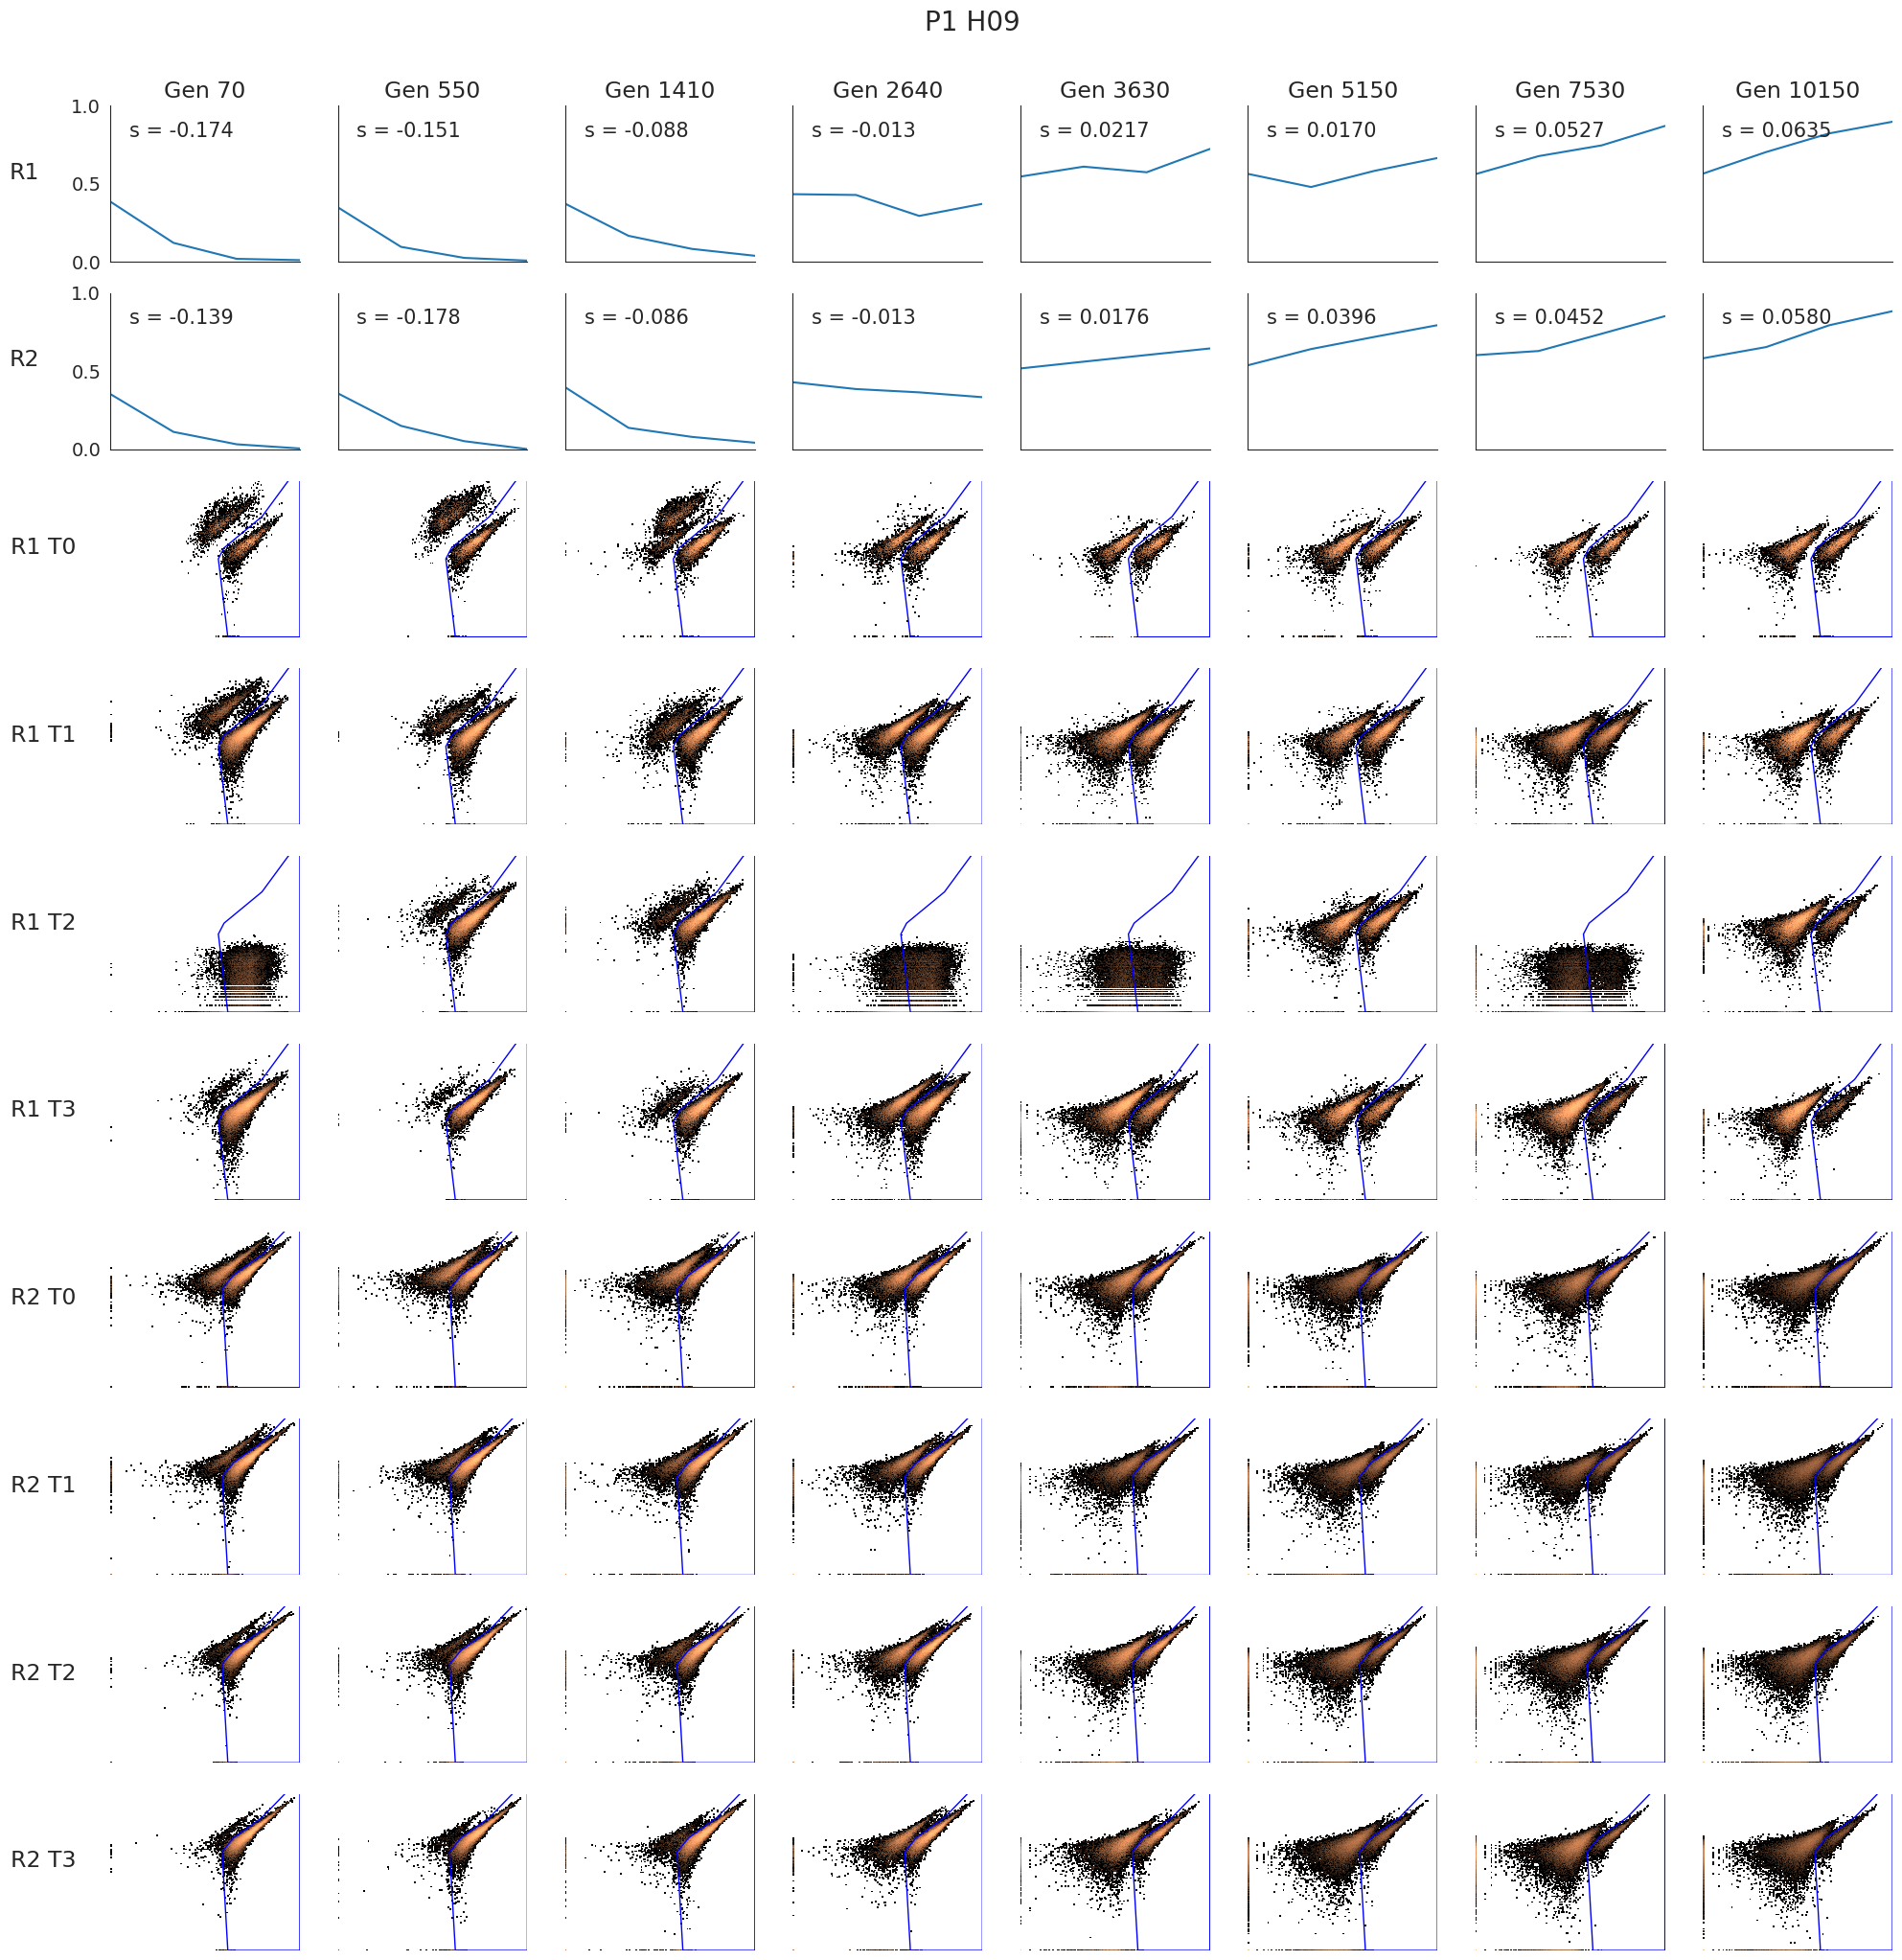 P1 H09
Gen 70 Gen 550 Gen 1410 Gen 2640 Gen 3630 Gen 5150 Gen 7530 Gen 10150
1.0
s = -0.174 s = -0.151 s = -0.088 s = -0.013 s = 0.0217 s = 0.0170 s = 0.0527 s = 0.0635
R1
0.5
0.0
1.0
s = -0.139 s = -0.178 s = -0.086 s = -0.013 s = 0.0176 s = 0.0396 s = 0.0452 s = 0.0580
R2
0.5
0.0
R1 T0
R1 T1
R1 T2
R1 T3
R2 T0
R2 T1
R2 T2
R2 T3